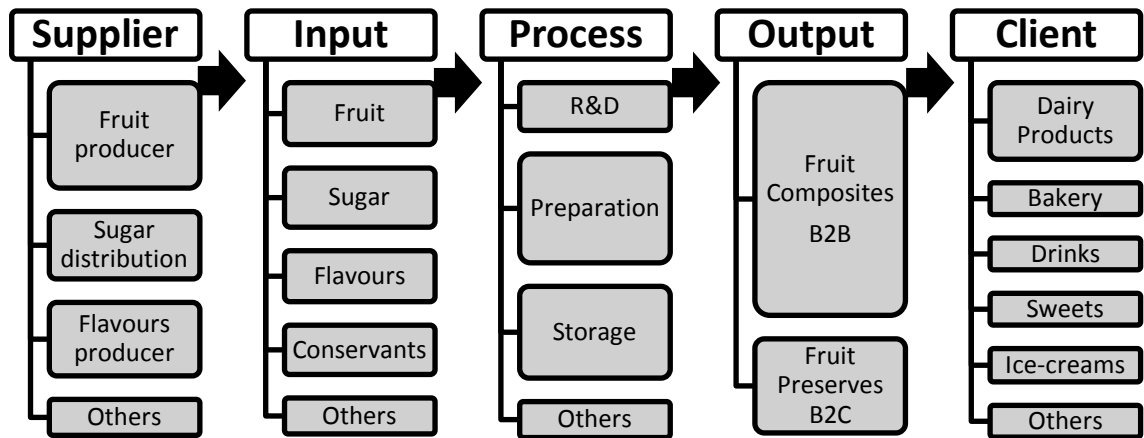 Supplier
Fruit
producer
Sugar
distribution
Flavours
producer
Others
Input
Fruit
Sugar
Flavours
Conservants
Others
Process
R&D
Preparation
Storage
Others
Output
Fruit
Composites
B2B
Fruit
Preserves
B2C
Client
Dairy
Products
Bakery
Drinks
Sweets
Ice-creams
Others